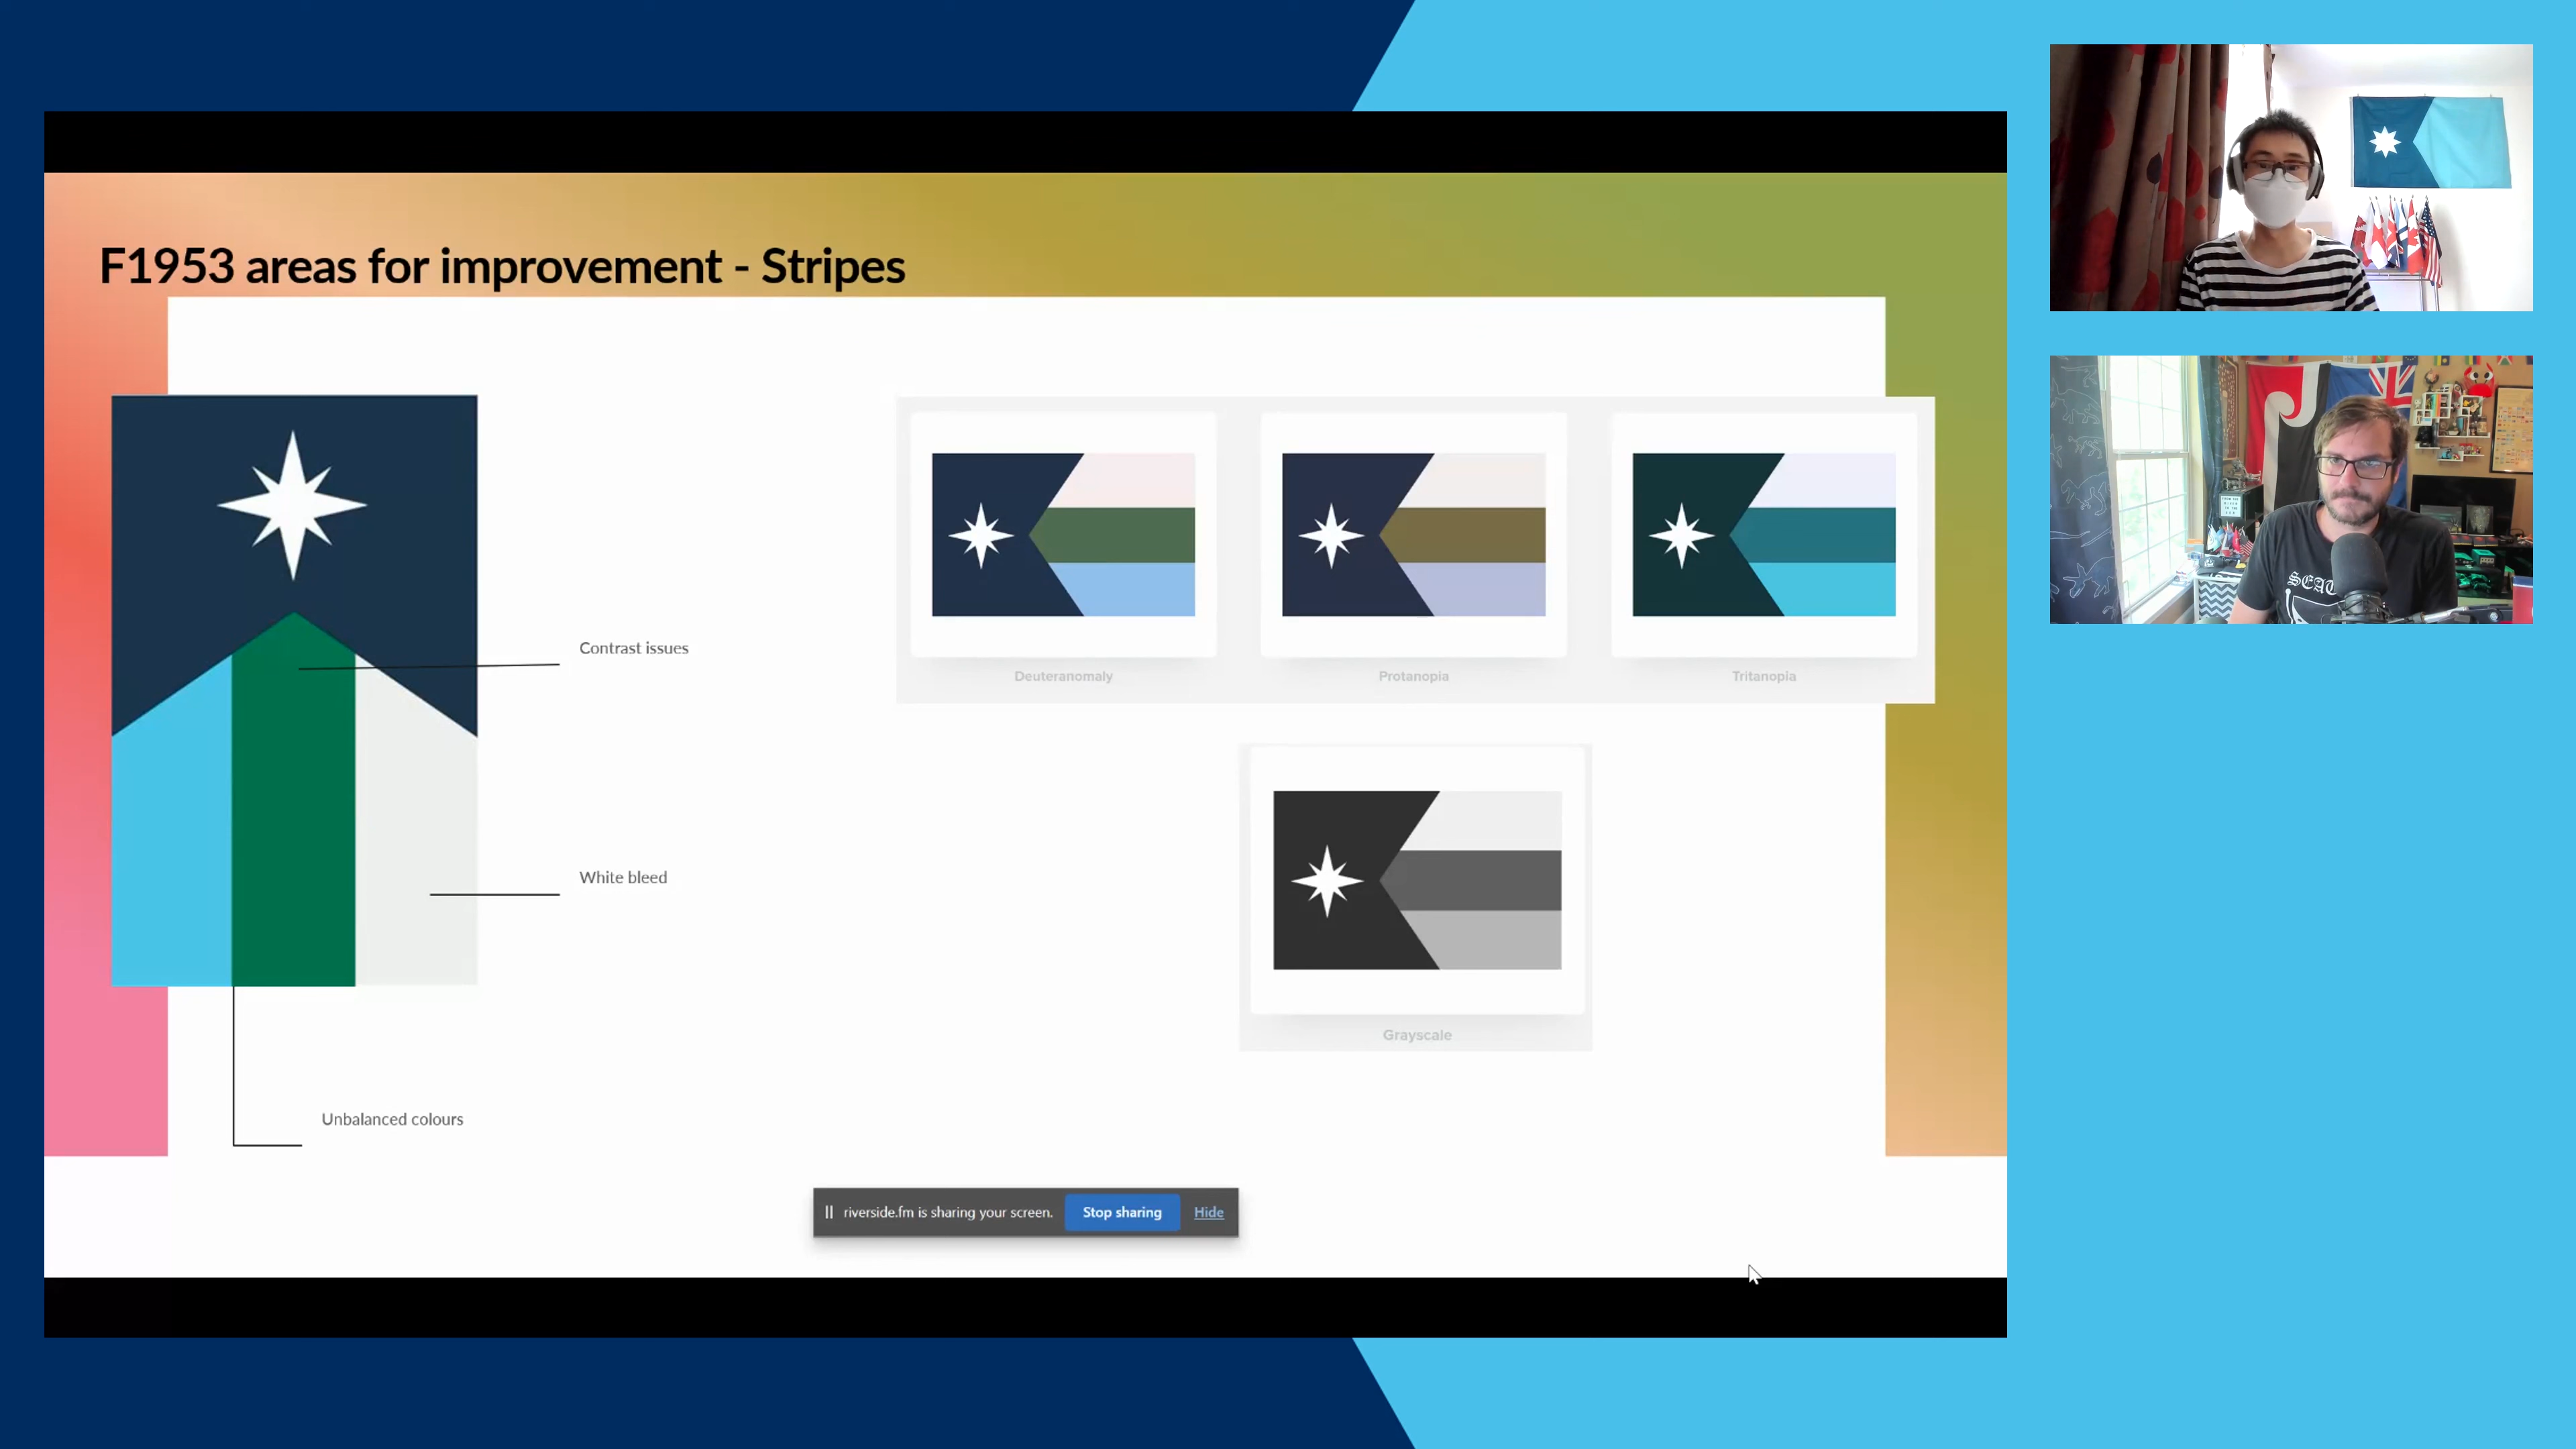 F1953 areas for improvement - Stripes
Contrast issues
White bleed
Unbalanced colours
Deuteranomaly
Protanopia
Tritanopia
Grayscale
riverside.fm is sharing your screen.
Stop sharing
Hide